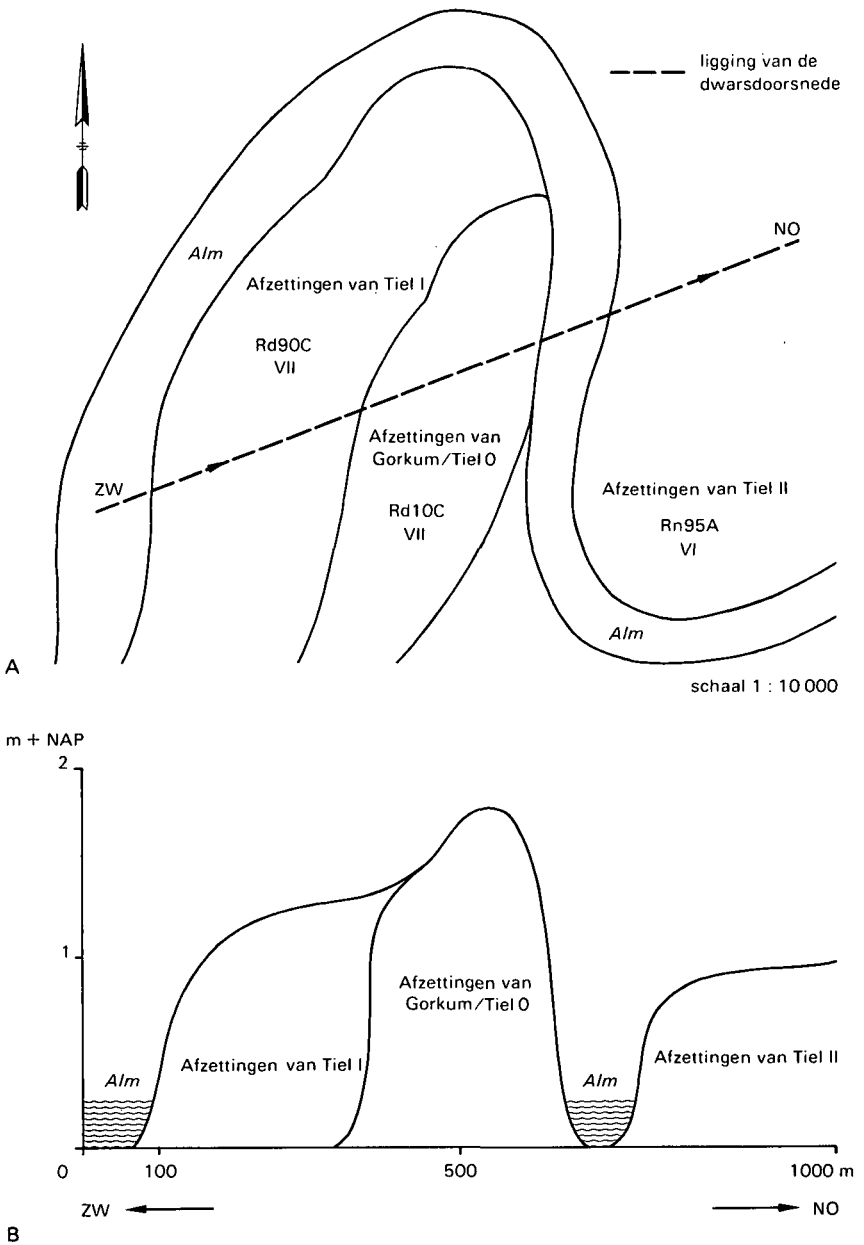 ligging van de
dwarsdoorsnede
NO
Alm
Afzettingen van Tiel I
Rd90C
VII
Afzettingen van
Gorkum/Tiel 0
ZW
Rd10C
VII
Afzettingen van Tiel II
Rn95A
VI
Alm
A
schaal 1 : 10 000
m + NAP
2
1
Afzettingen van
Gorkum/Tiel 0
Alm
Afzettingen van Tiel I
Alm
Afzettingen van Tiel II
0
100
500
1000 m
ZW
NO
B